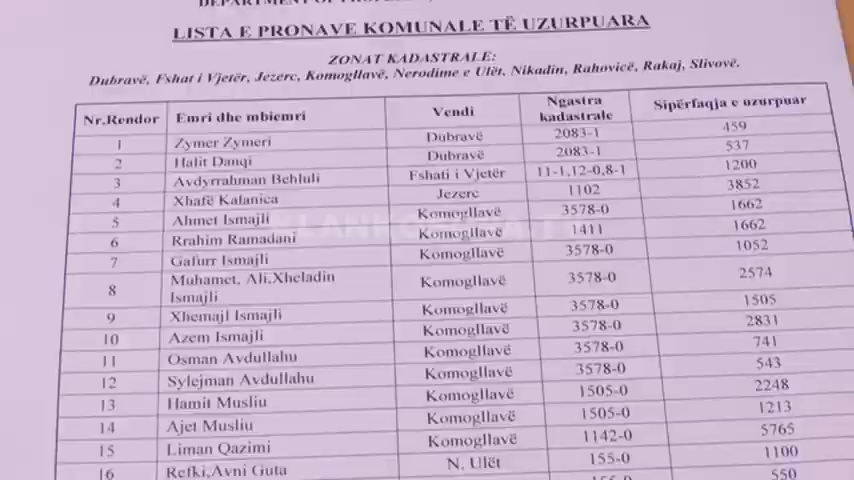 LISTA E PRONAVE KOMUNALE TË UZURPUARA
ZONAT KADASTRALE:
Dubravë, Fshat i Vjetër, Jezerc, Komogllavë, Nerodime e Ulët, Nikadin, Rahovicë, Rakaj, Slivovë.
Nr.Rendor Emri dhe mbiemri Vendi Ngastra kadastrale Sipërfaqja e uzurpuar
1 Zymer Zymeri Dubravë 2083-1 459
2 Halit Danqi Dubravë 2083-1 537
3 Avdyrrahman Behluli Fshati i Vjetër 11-1,12-0,8-1 1200
4 Xhafë Kalanica Jezerc 1102 3852
5 Ahmet Ismajli Komogllavë 3578-0 1662
6 Rrahim Ramadani Komogllavë 1411 1662
7 Gafurr Ismajli Komogllavë 3578-0 1052
8 Muhamet, Ali,Xheladin Ismajli Komogllavë 3578-0 2574
9 Xhemajl Ismajli Komogllavë 3578-0 1505
10 Azem Ismajli Komogllavë 3578-0 2831
11 Osman Avdullahu Komogllavë 3578-0 741
12 Sylejman Avdullahu Komogllavë 3578-0 543
13 Hamit Musliu Komogllavë 1505-0 2248
14 Ajet Musliu Komogllavë 1505-0 1213
15 Liman Qazimi Komogllavë 1142-0 5765
16 Refki,Avni Guta N. Ulët 155-0 1100
550